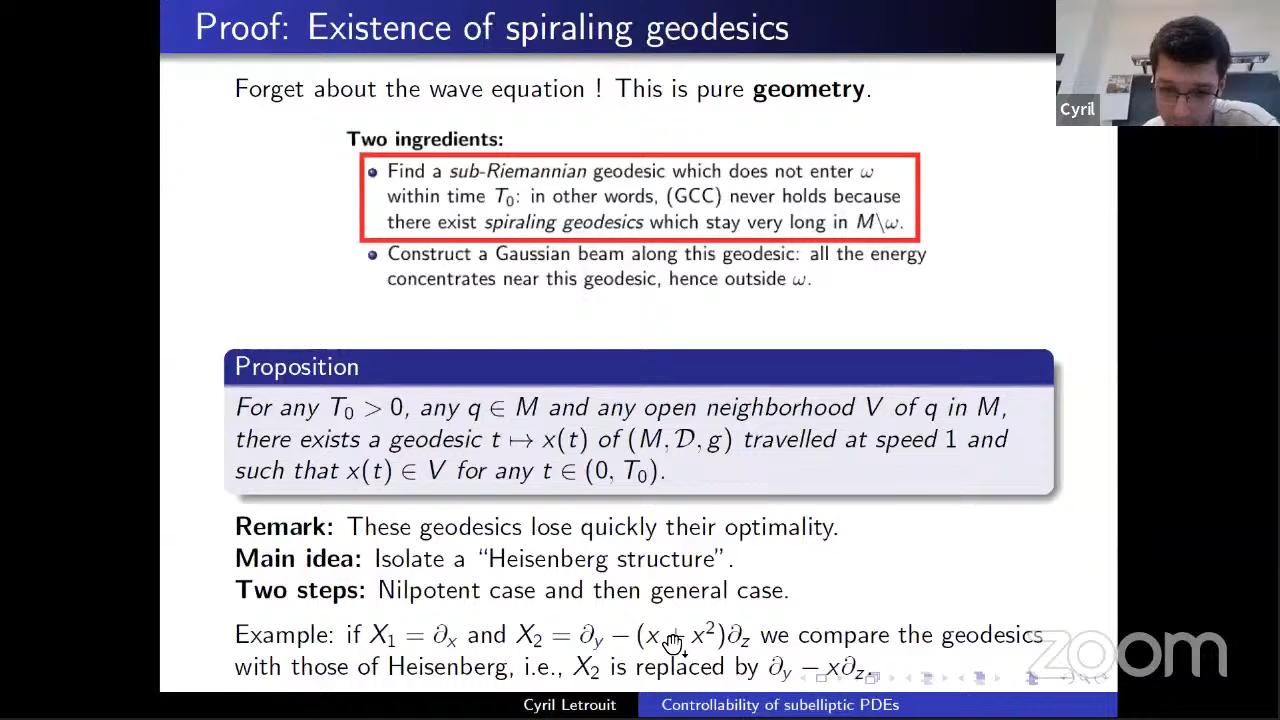 Proof: Existence of spiraling geodesics
Cyril
Forget about the wave equation ! This is pure geometry.
Two ingredients:
Find a sub-Riemannian geodesic which does not enter ω
within time T₀: in other words, (GCC) never holds because
there exist spiraling geodesics which stay very long in M\ω.
Construct a Gaussian beam along this geodesic: all the energy
concentrates near this geodesic, hence outside ω.
Proposition
For any T₀ > 0, any q ∈ M and any open neighborhood V of q in M,
there exists a geodesic t ↦ x(t) of (M, 𝒟, g) travelled at speed 1 and
such that x(t) ∈ V for any t ∈ (0, T₀).
Remark: These geodesics lose quickly their optimality.
Main idea: Isolate a “Heisenberg structure”.
Two steps: Nilpotent case and then general case.
Example: if X₁ = ∂ₓ and X₂ = ∂ᵧ − (x + x²)∂_z we compare the geodesics
with those of Heisenberg, i.e., X₂ is replaced by ∂ᵧ − x∂_z.
zoom
Cyril Letrouit
Controllability of subelliptic PDEs